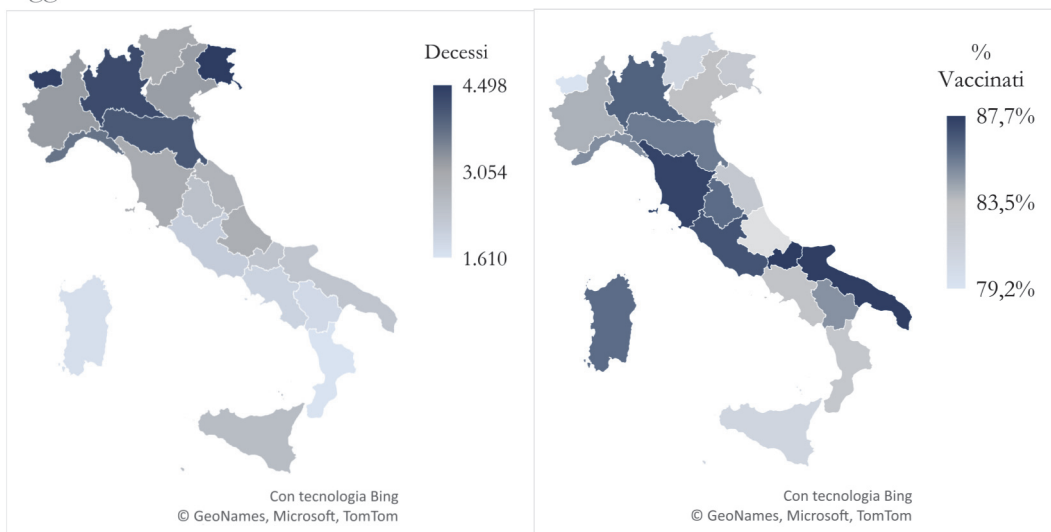 Decessi
4.498
3.054
1.610
Con tecnologia Bing
© GeoNames, Microsoft, TomTom
%
Vaccinati
87,7%
83,5%
79,2%
Con tecnologia Bing
© GeoNames, Microsoft, TomTom